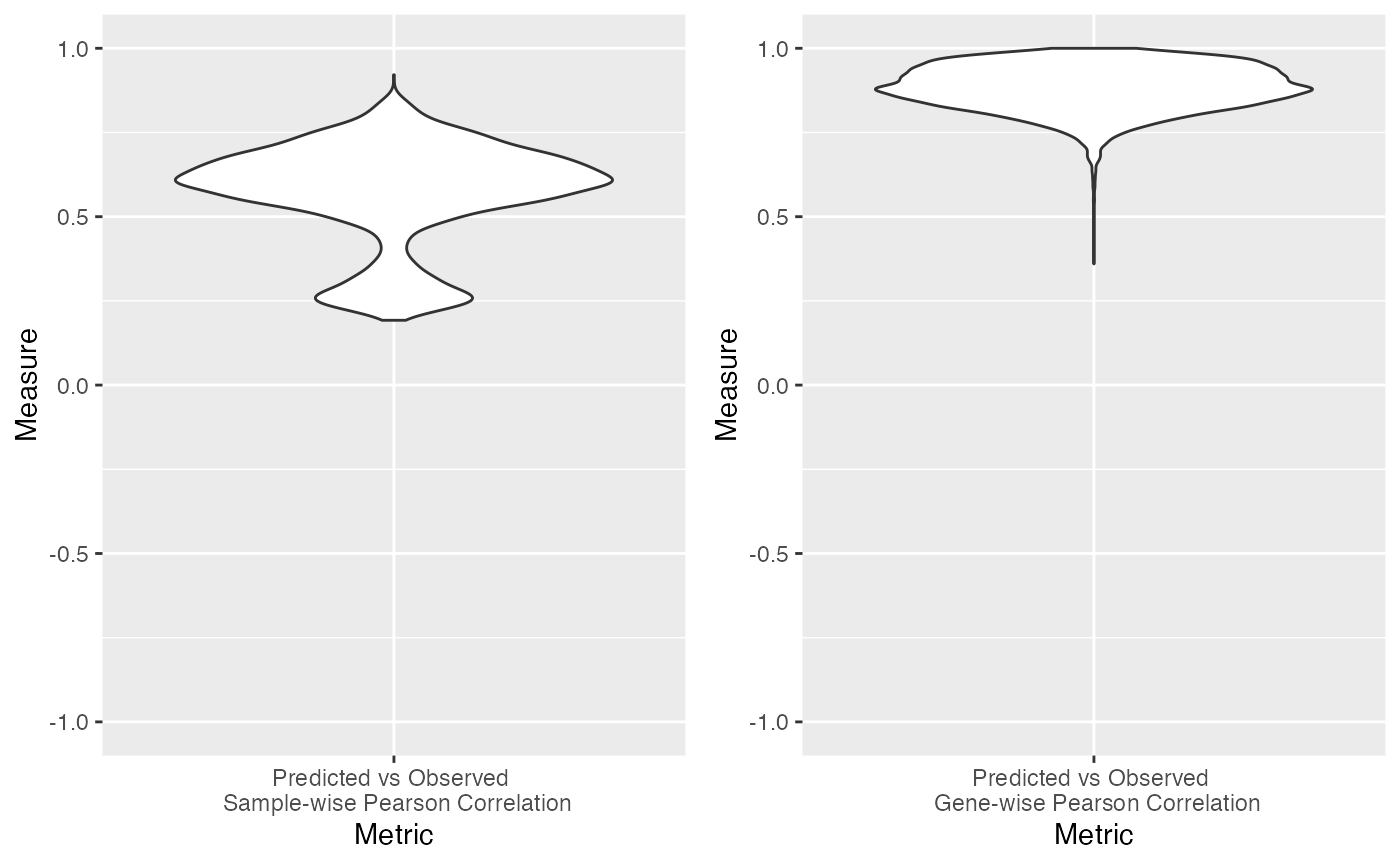 Measure
1.0
0.5
0.0
-0.5
-1.0
Predicted vs Observed
Sample-wise Pearson Correlation
Metric
Measure
1.0
0.5
0.0
-0.5
-1.0
Predicted vs Observed
Gene-wise Pearson Correlation
Metric